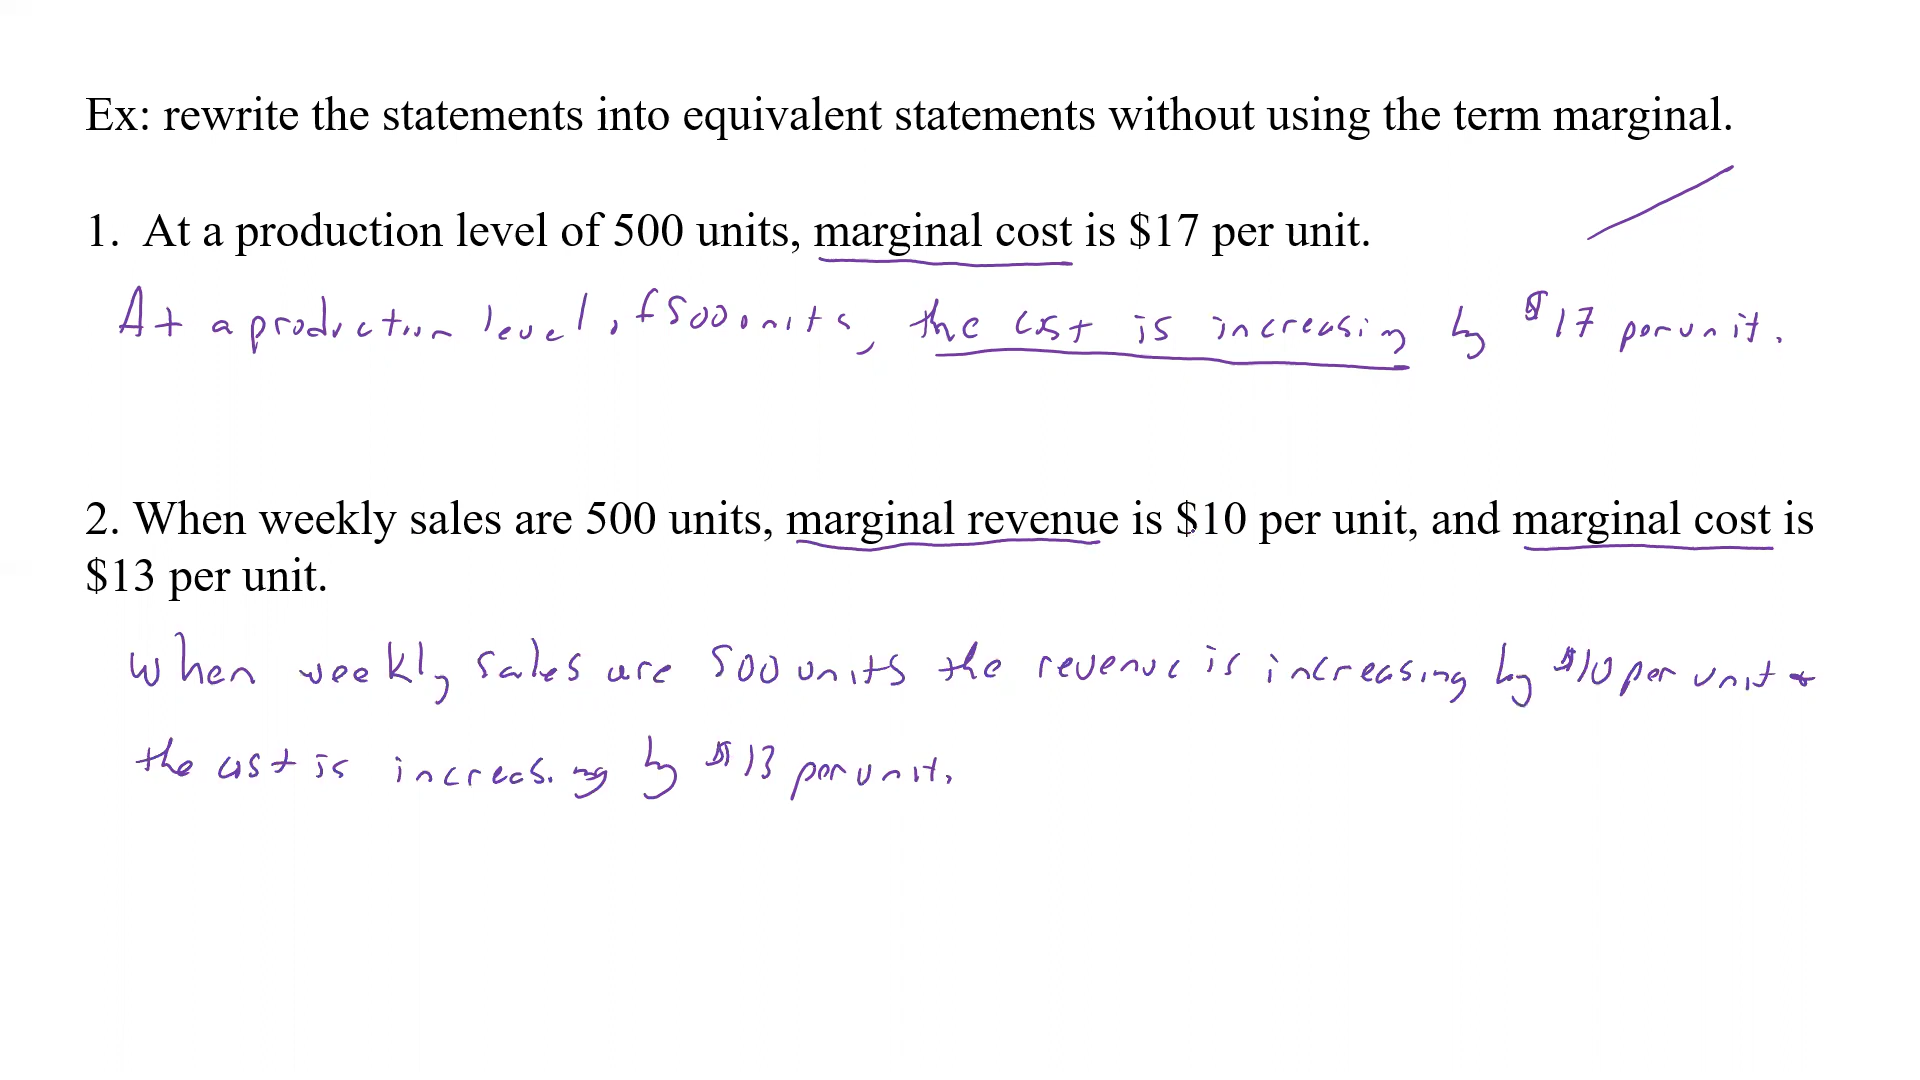 Ex: rewrite the statements into equivalent statements without using the term marginal.
1. At a production level of 500 units, marginal cost is $17 per unit.
At a production level of 500 units, the cost is increasing by $17 per unit.
2. When weekly sales are 500 units, marginal revenue is $10 per unit, and marginal cost is
$13 per unit.
When weekly sales are 500 units the revenue is increasing by $10 per unit +
the cost is increasing by $13 per unit.